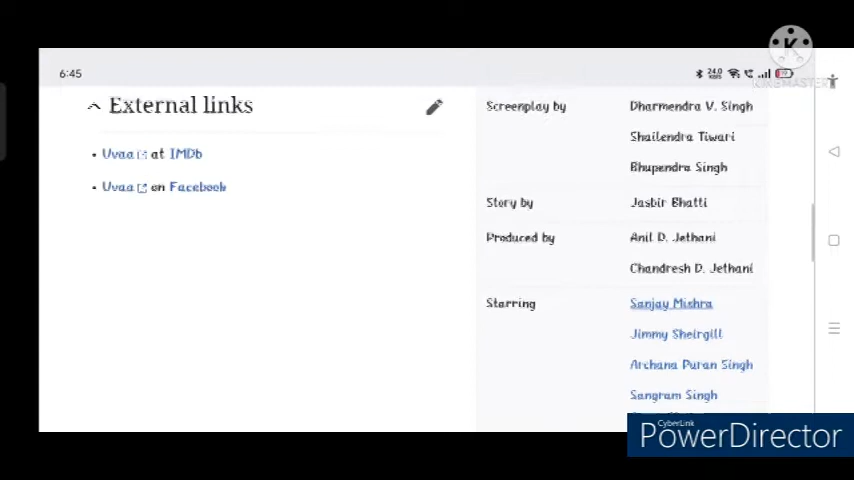 6:45
KINEMASTER
External links
Uvaa at IMDb
Uvaa on Facebook
Screenplay by Dharmendra V. Singh
Shailendra Tiwari
Bhupendra Singh
Story by Jasbir Bhatti
Produced by Anil D. Jethani
Chandresh D. Jethani
Starring Sanjay Mishra
Jimmy Sheirgill
Archana Puran Singh
Sangram Singh
CyberLink
PowerDirector